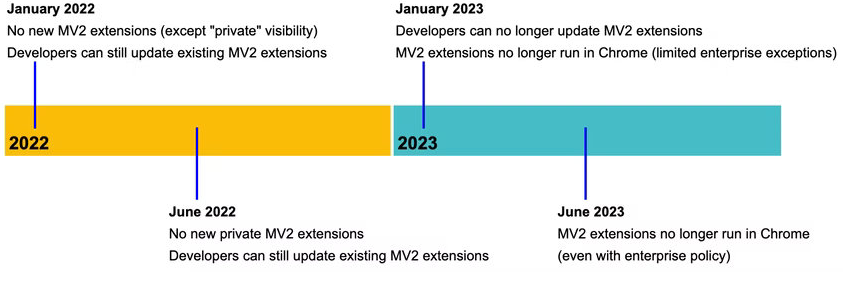 January 2022
No new MV2 extensions (except "private" visibility)
Developers can still update existing MV2 extensions
January 2023
Developers can no longer update MV2 extensions
MV2 extensions no longer run in Chrome (limited enterprise exceptions)
2022
2023
June 2022
No new private MV2 extensions
Developers can still update existing MV2 extensions
June 2023
MV2 extensions no longer run in Chrome
(even with enterprise policy)